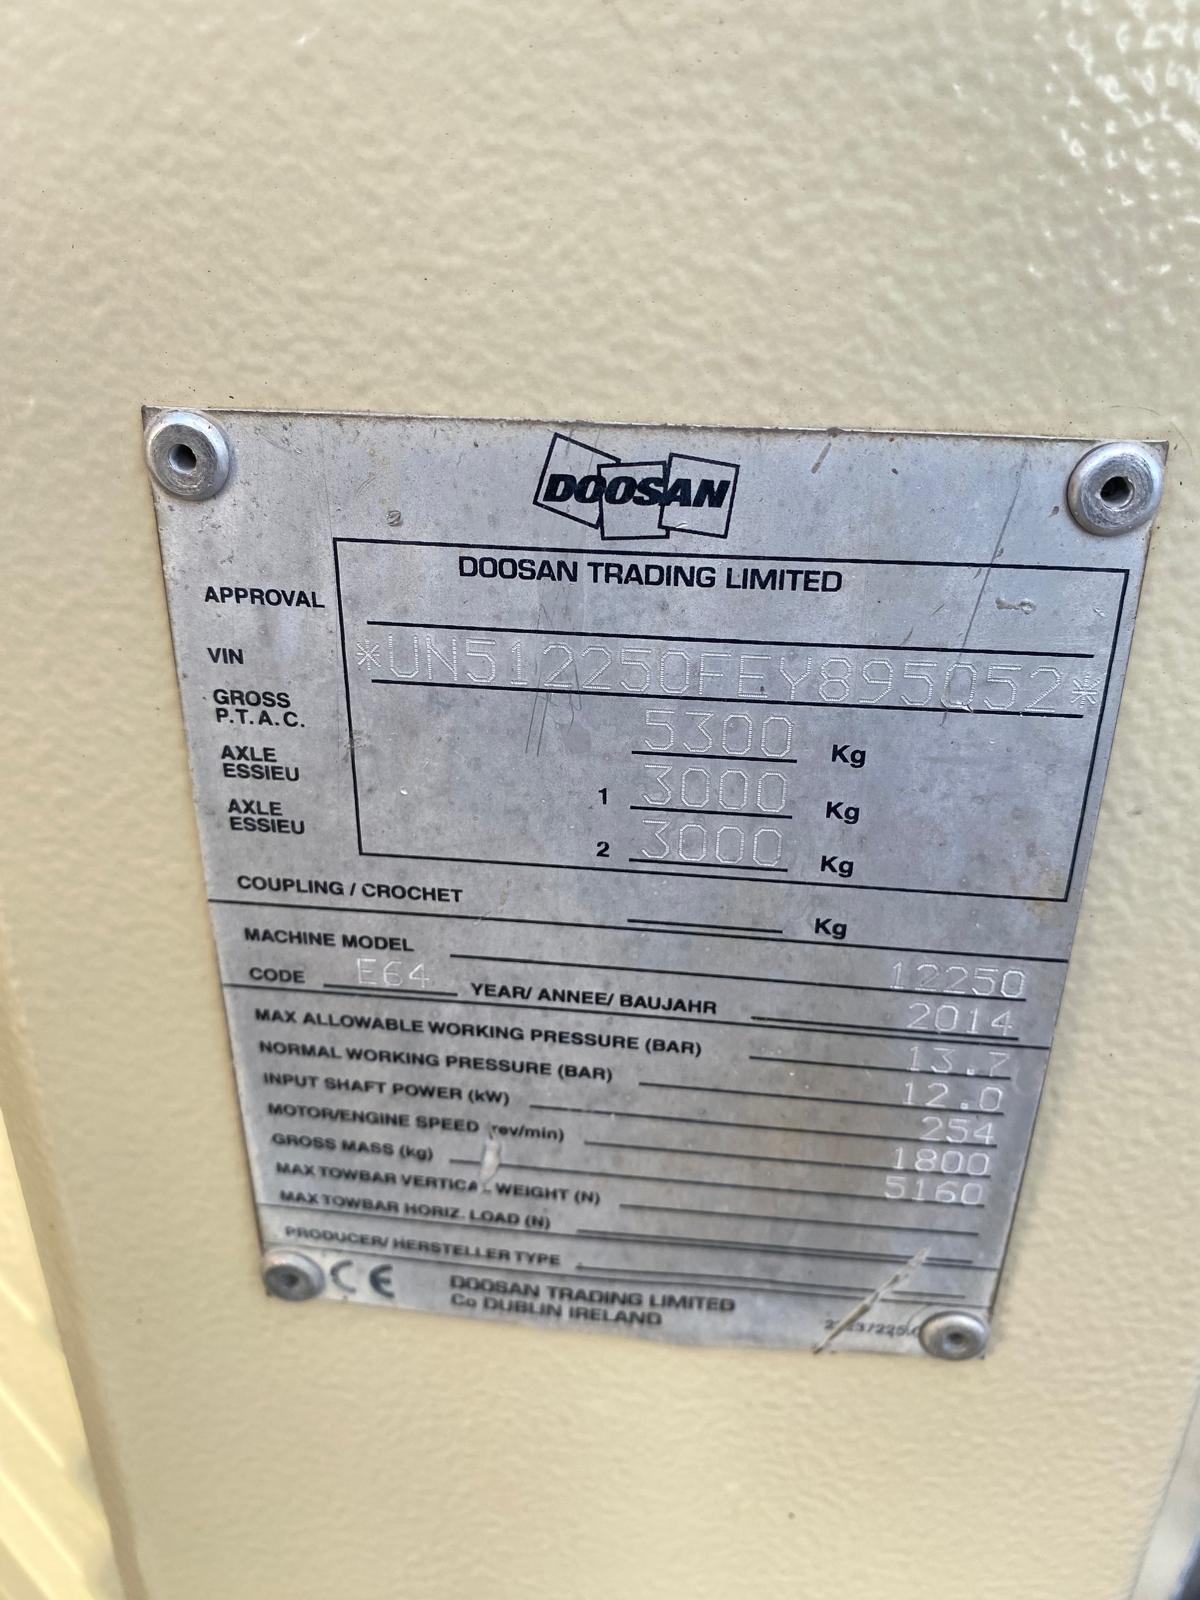 DOOSAN
DOOSAN TRADING LIMITED
APPROVAL
VIN *UN512250FEY895Q52*
GROSS P.T.A.C. 5300 Kg
AXLE ESSIEU 1 3000 Kg
AXLE ESSIEU 2 3000 Kg
COUPLING / CROCHET Kg
MACHINE MODEL 12250
CODE E64 YEAR/ ANNEE/ BAUJAHR 2014
MAX ALLOWABLE WORKING PRESSURE (BAR) 13.7
NORMAL WORKING PRESSURE (BAR) 12.0
INPUT SHAFT POWER (kW) 254
MOTOR/ENGINE SPEED (rev/min) 1800
GROSS MASS (kg) 5160
MAX TOWBAR VERTICAL WEIGHT (N)
MAX TOWBAR HORIZ. LOAD (N)
PRODUCER/ HERSTELLER TYPE
CE DOOSAN TRADING LIMITED
Co DUBLIN IRELAND